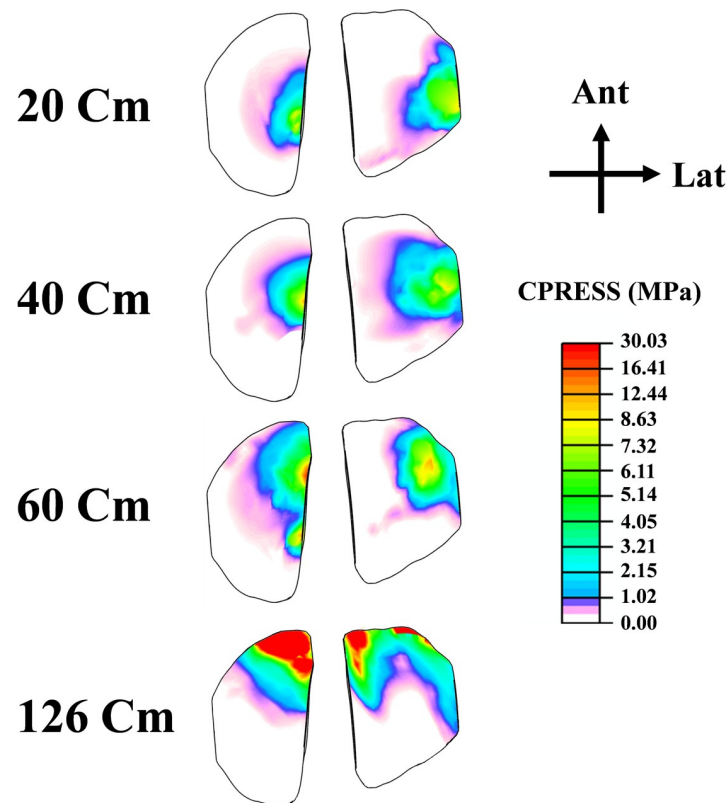 20 Cm
Ant
Lat
40 Cm
CPRESS (MPa)
30.03
16.41
12.44
8.63
7.32
6.11
5.14
4.05
3.21
2.15
1.02
0.00
60 Cm
126 Cm